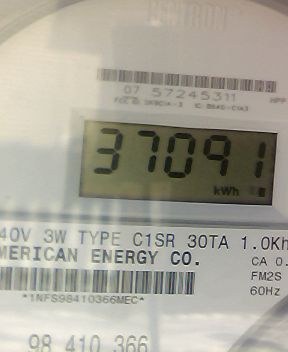 CENTRON
07 57245311
37091
kWh
40V 3W TYPE C1SR 30TA 1.0Kh
MERICAN ENERGY CO.
CA 0.
FM2S
60Hz
*1NFS98410366MEC*
98 410 366